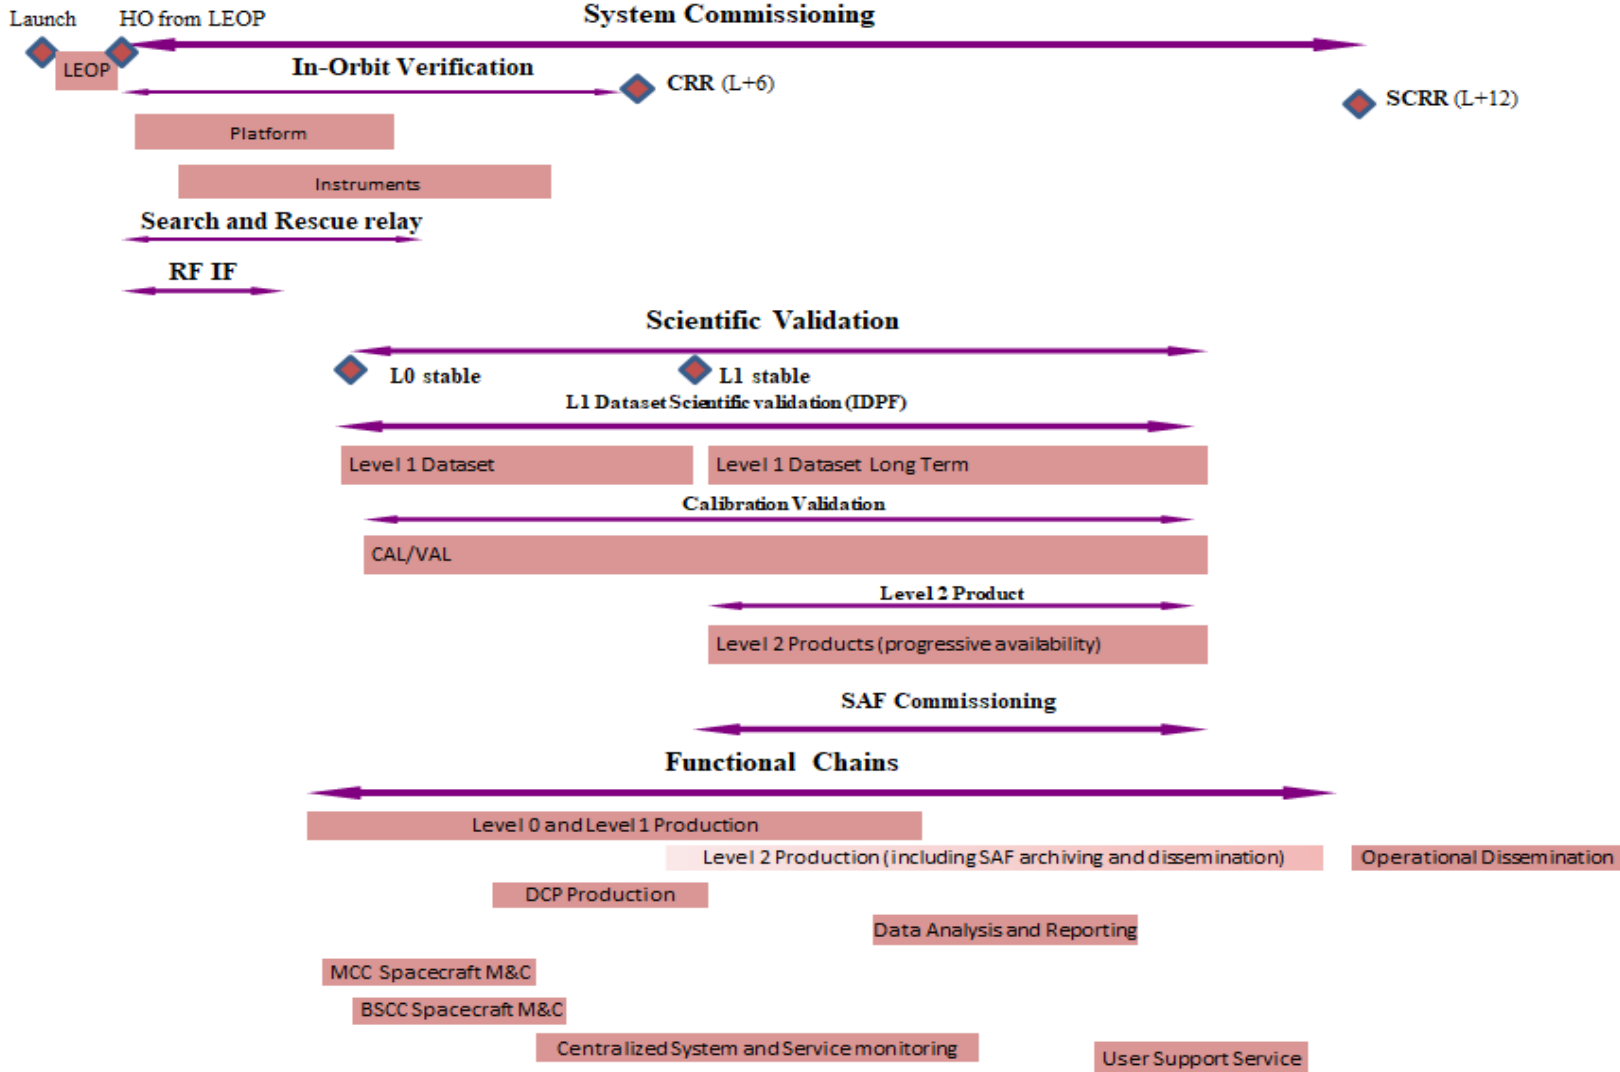 Launch
HO from LEOP
System Commissioning
LEOP
In-Orbit Verification
CRR (L+6)
SCRR (L+12)
Platform
Instruments
Search and Rescue relay
RF IF
Scientific Validation
L0 stable
L1 stable
L1 Dataset Scientific validation (IDPF)
Level 1 Dataset
Level 1 Dataset Long Term
Calibration Validation
CAL/VAL
Level 2 Product
Level 2 Products (progressive availability)
SAF Commissioning
Functional Chains
Level 0 and Level 1 Production
Level 2 Production (including SAF archiving and dissemination)
Operational Dissemination
DCP Production
Data Analysis and Reporting
MCC Spacecraft M&C
BSCC Spacecraft M&C
Centralized System and Service monitoring
User Support Service